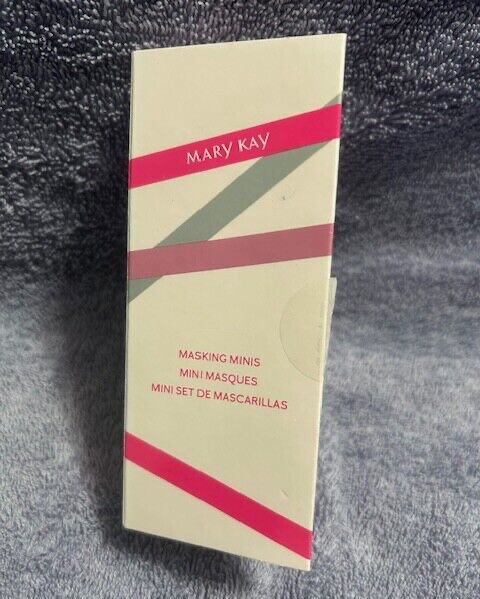 MARY KAY
MASKING MINIS
MINI MASQUES
MINI SET DE MASCARILLAS